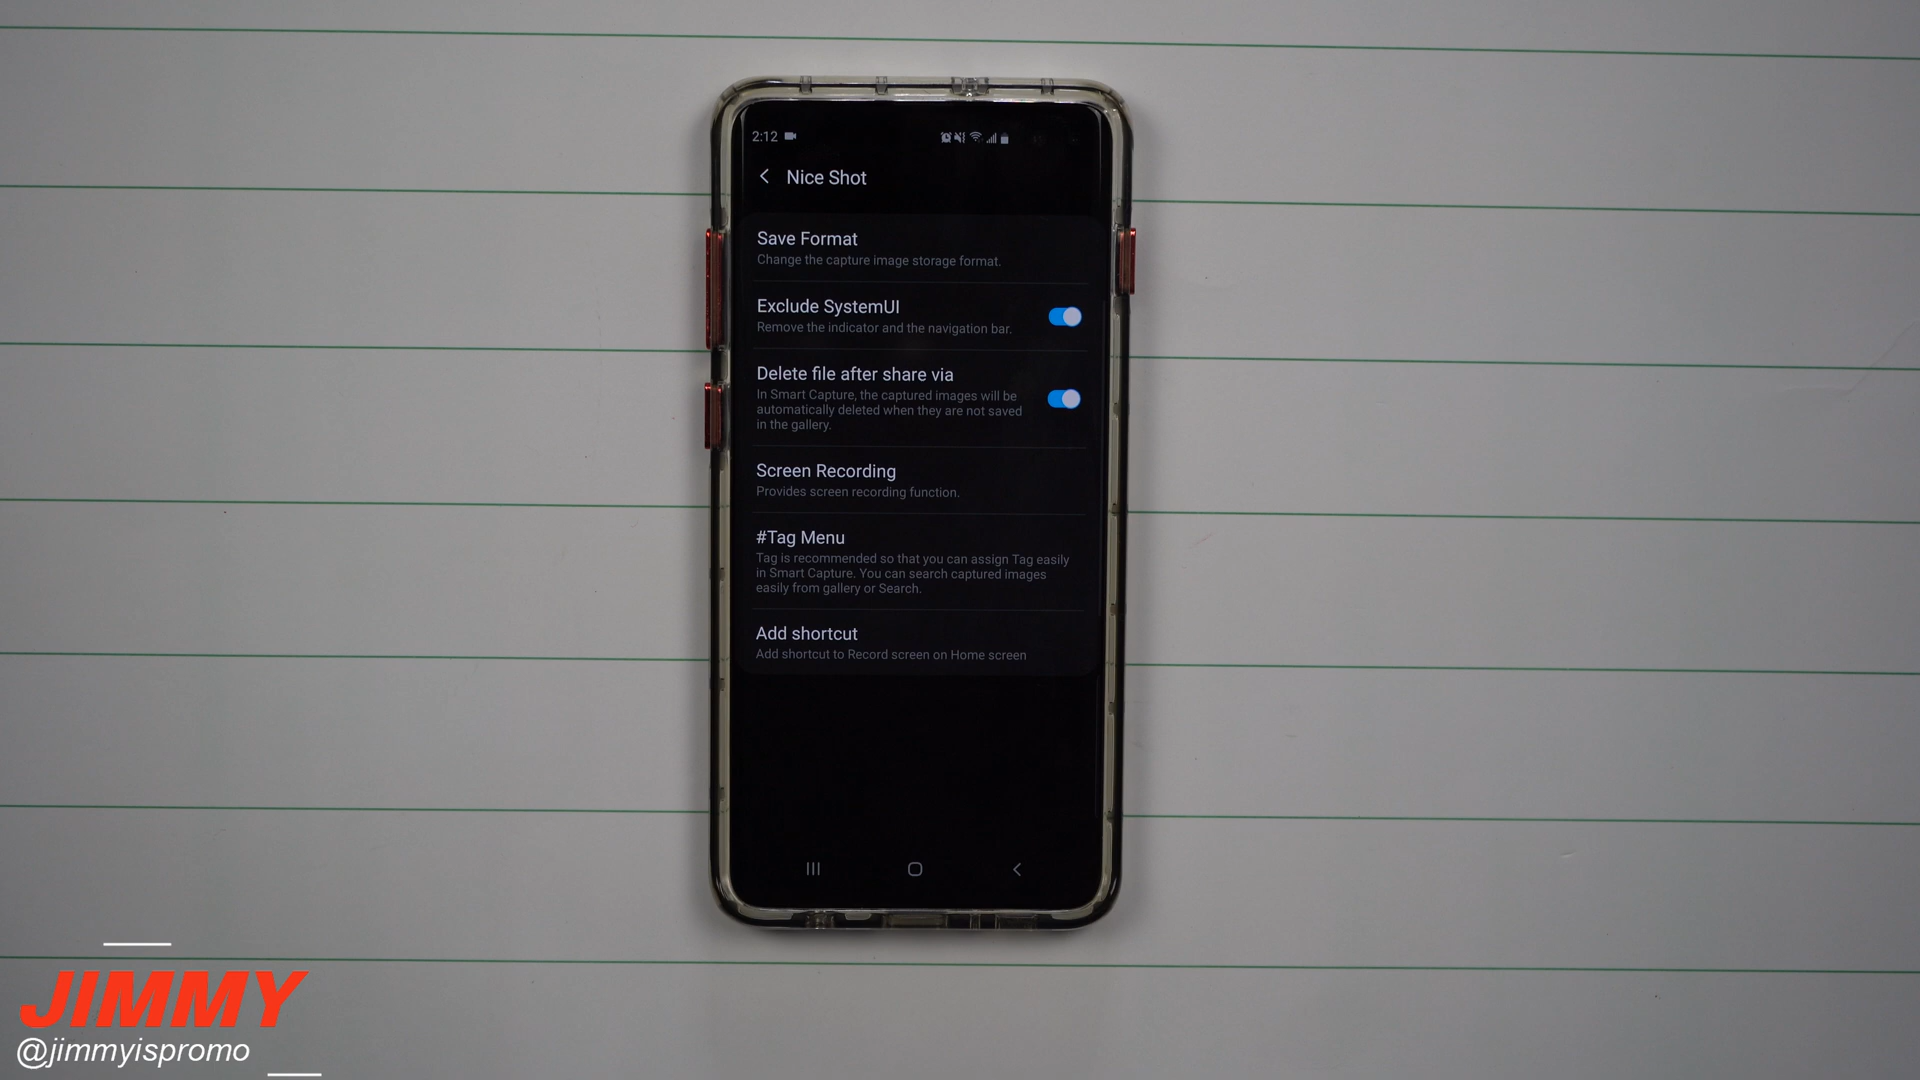 2:12
Nice Shot
Save Format
Change the capture image storage format.
Exclude SystemUI
Remove the indicator and the navigation bar.
Delete file after share via
In Smart Capture, the captured images will be
automatically deleted when they are not saved
in the gallery.
Screen Recording
Provides screen recording function.
#Tag Menu
Tag is recommended so that you can assign Tag easily
in Smart Capture. You can search captured images
easily from gallery or Search.
Add shortcut
Add shortcut to Record screen on Home screen
JIMMY
@jimmyispromo